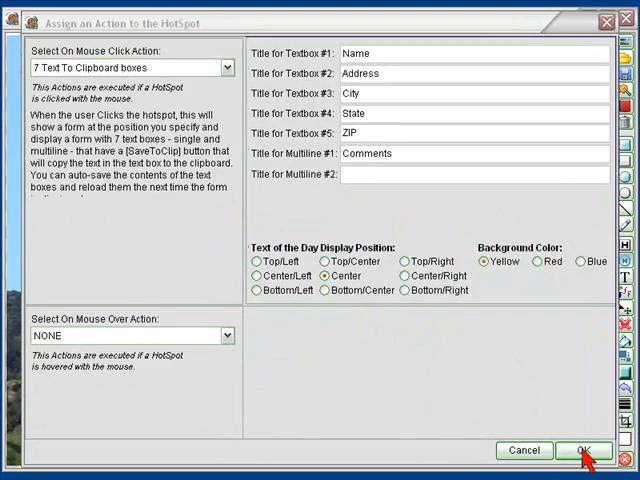 Assign an Action to the HotSpot
Select On Mouse Click Action:
7 Text To Clipboard boxes
This Actions are executed if a HotSpot
is clicked with the mouse.
When the user Clicks the hotspot, this will
show a form at the position you specify and
display a form with 7 text boxes - single and
multiline - that have a [SaveToClip] button that
will copy the text in the text box to the clipboard.
You can auto-save the contents of the text
boxes and reload them the next time the form
Title for Textbox #1: Name
Title for Textbox #2: Address
Title for Textbox #3: City
Title for Textbox #4: State
Title for Textbox #5: ZIP
Title for Multiline #1: Comments
Title for Multiline #2:
Text of the Day Display Position:
Top/Left Top/Center Top/Right
Center/Left Center Center/Right
Bottom/Left Bottom/Center Bottom/Right
Background Color:
Yellow Red Blue
Select On Mouse Over Action:
NONE
This Actions are executed if a HotSpot
is hovered with the mouse.
Cancel OK